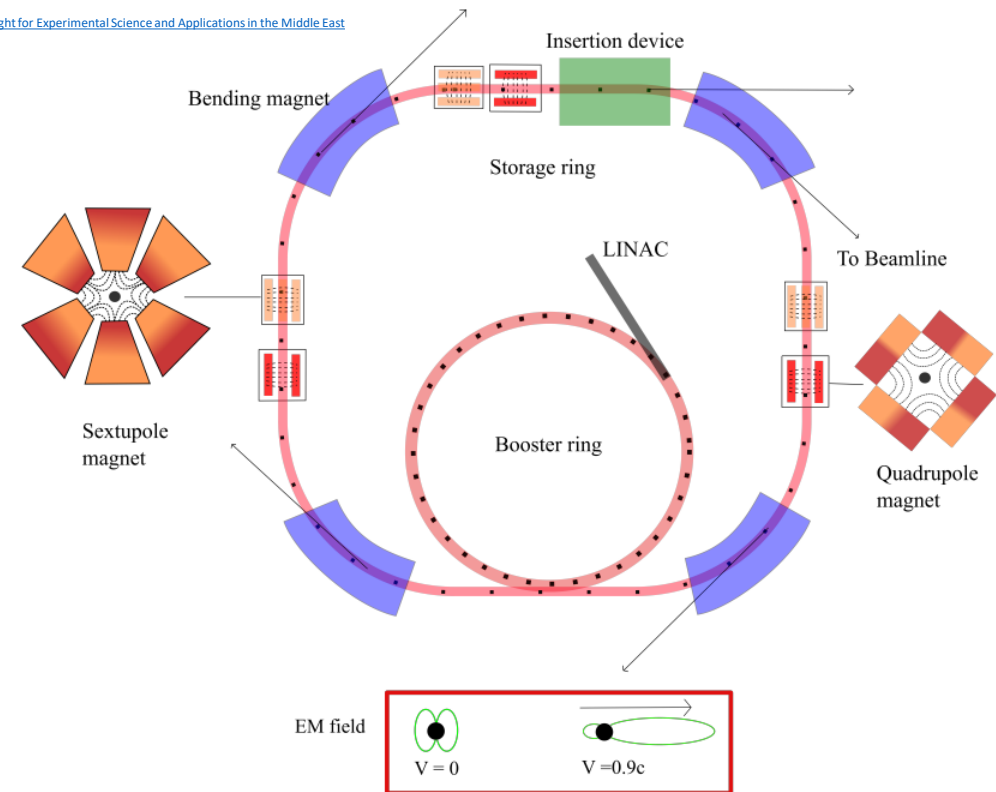 ght for Experimental Science and Applications in the Middle East
Insertion device
Bending magnet
Storage ring
LINAC
To Beamline
Sextupole
magnet
Booster ring
Quadrupole
magnet
EM field
V = 0
V =0.9c